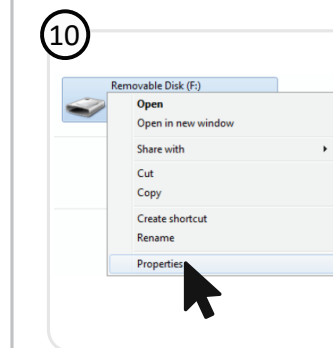 10
Removable Disk (F:)
Open
Open in new window
Share with
Cut
Copy
Create shortcut
Rename
Properties